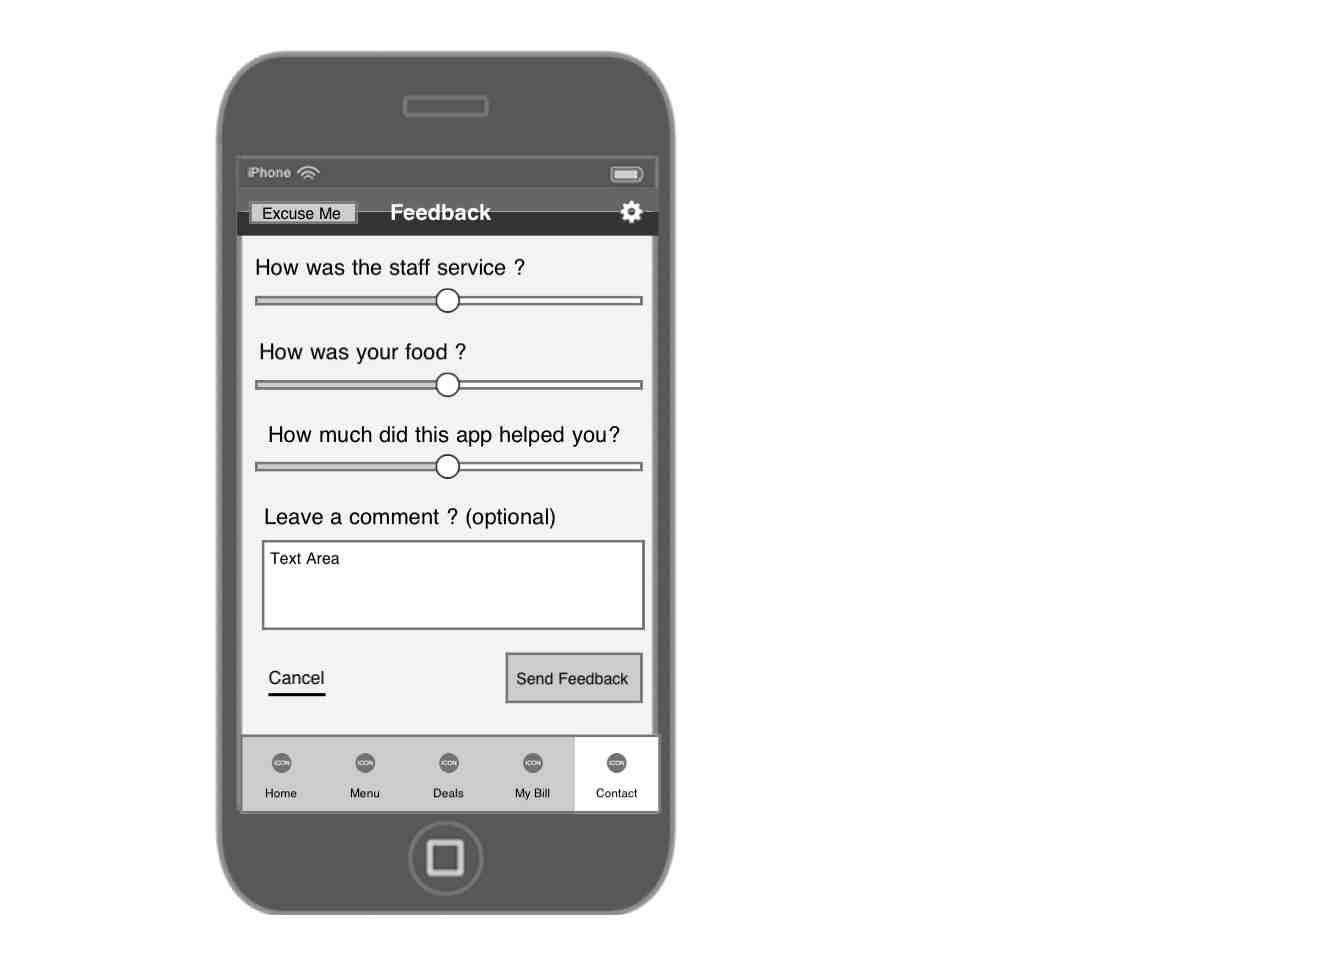 iPhone
Excuse Me Feedback
How was the staff service ?
How was your food ?
How much did this app helped you?
Leave a comment ? (optional)
Text Area
Cancel Send Feedback
ICON ICON ICON ICON ICON
Home Menu Deals My Bill Contact